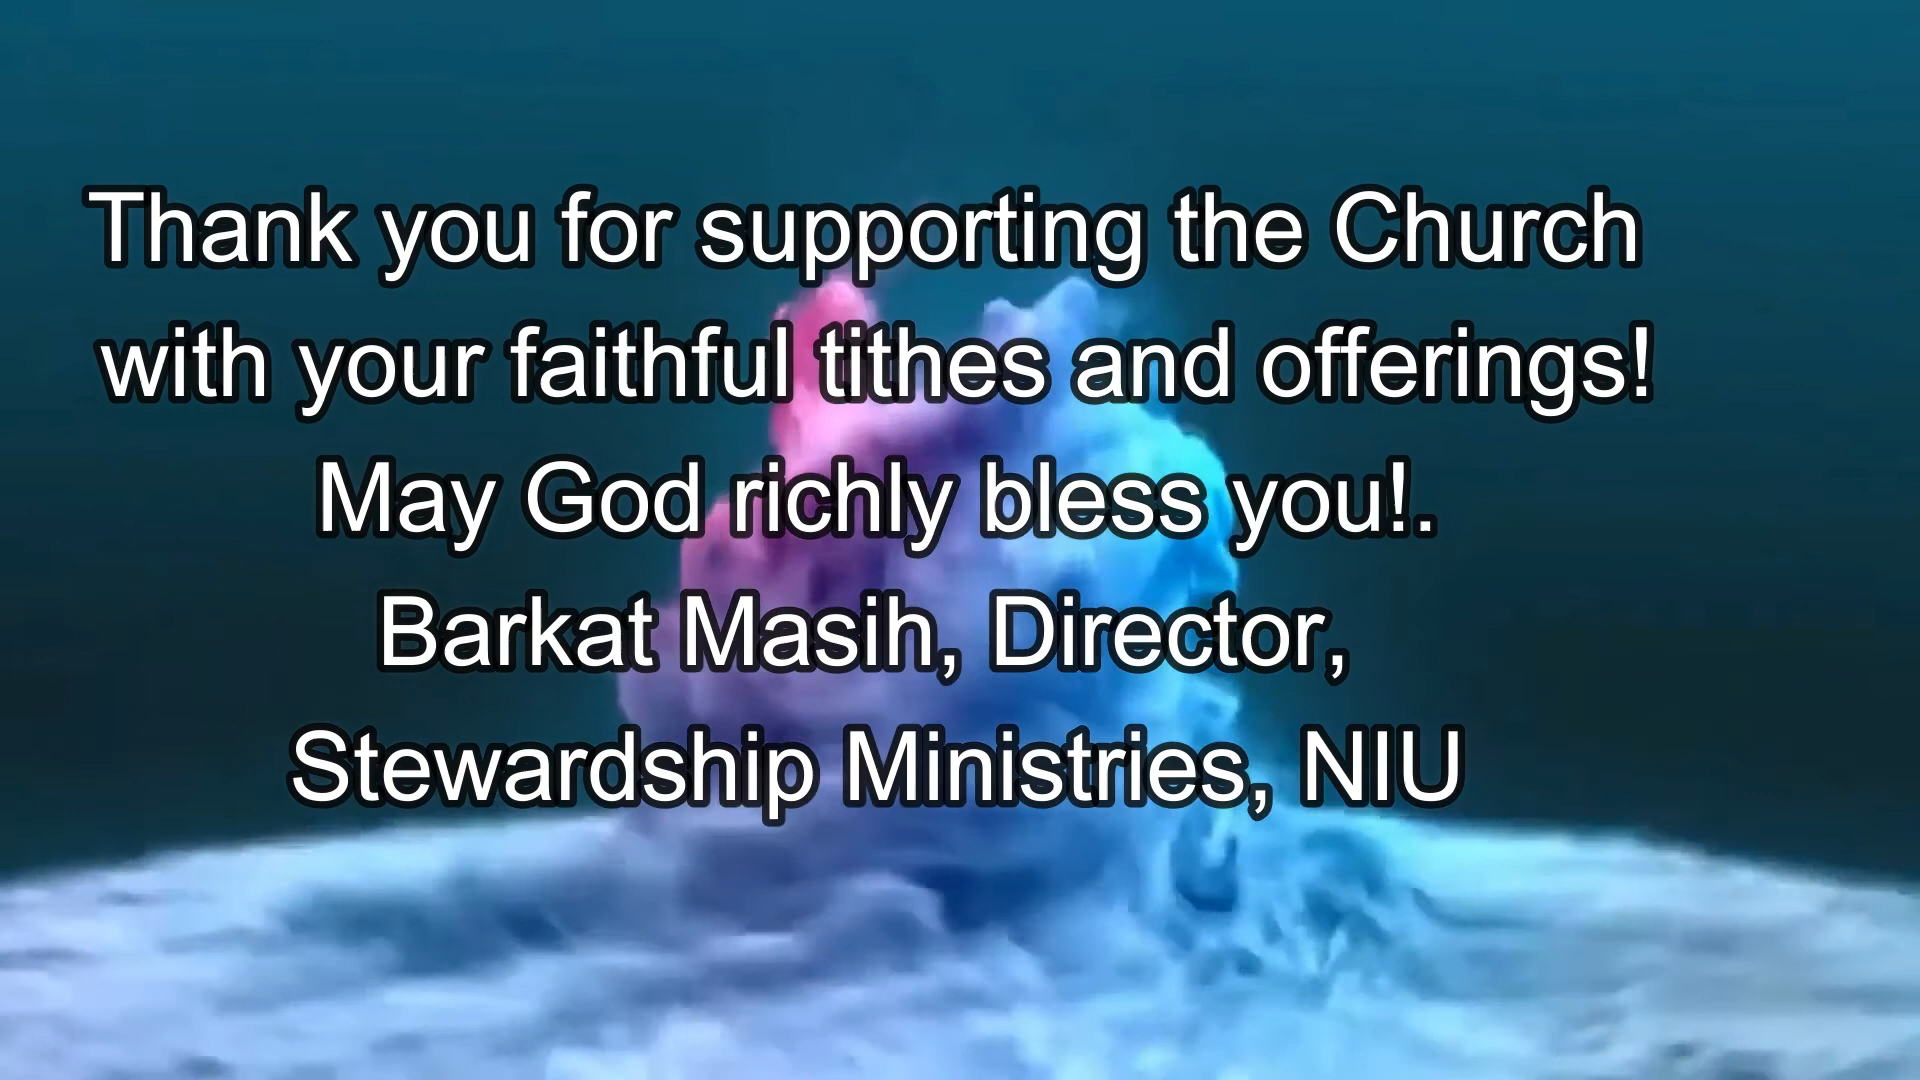 Thank you for supporting the Church
with your faithful tithes and offerings!
May God richly bless you!.
Barkat Masih, Director,
Stewardship Ministries, NIU